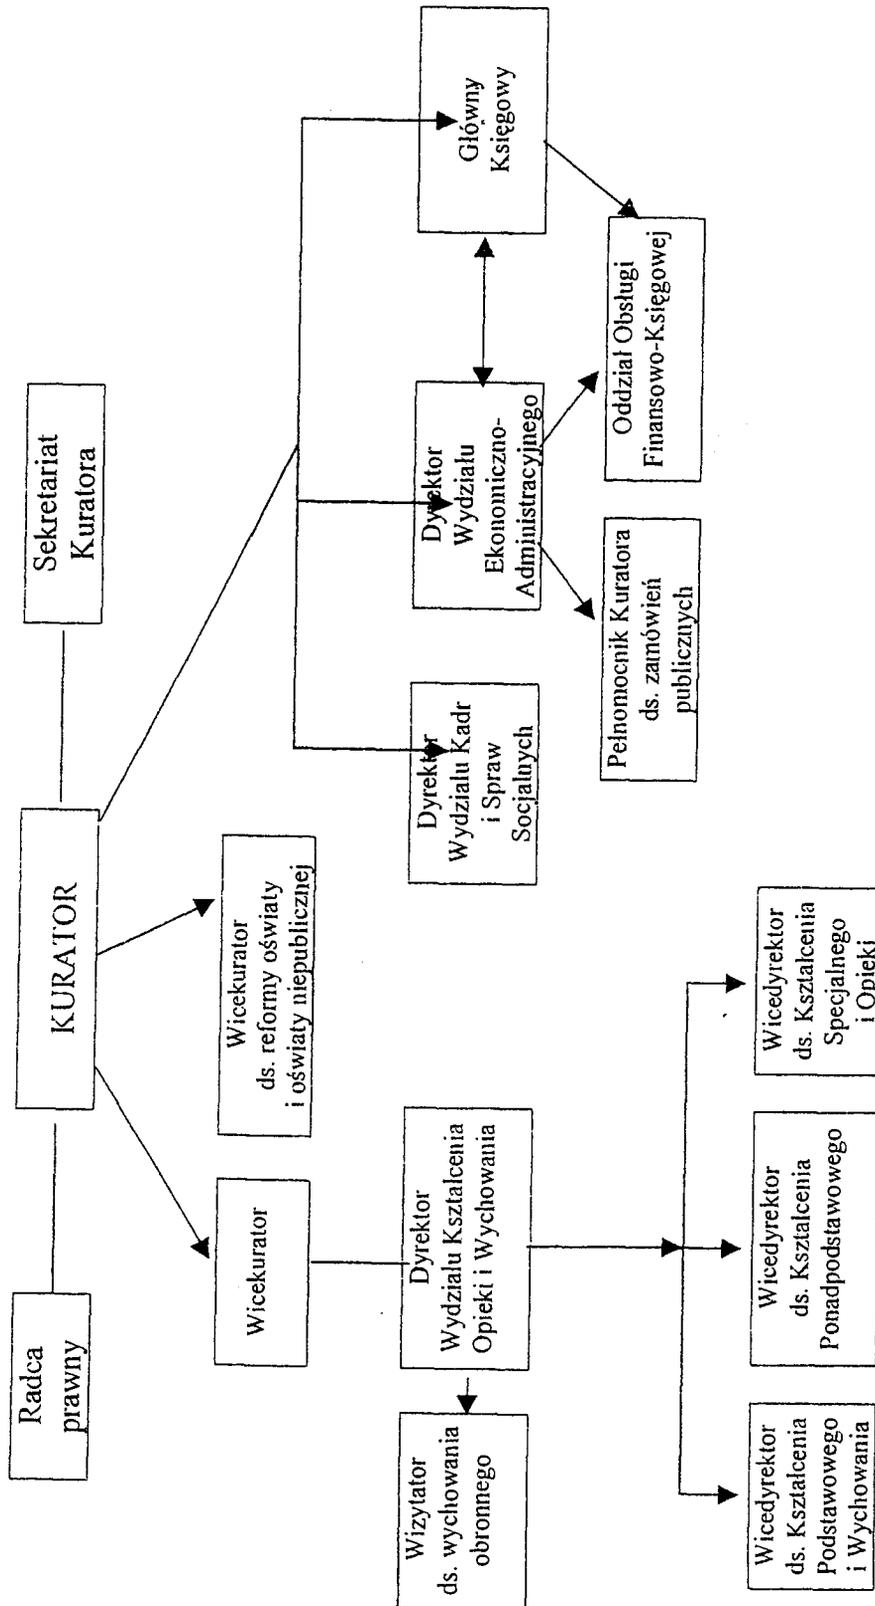 Radca
prawny
KURATOR
Sekretariat
Kuratora
Wicekurator
Wicekurator
ds. reformy oświaty
i oświaty niepublicznej
Wizytator
ds. wychowania
obronnego
Dyrektor
Wydziału Kształcenia
Opieki i Wychowania
Dyrektor
Wydziału Kadr
i Spraw
Socjalnych
Dyrektor
Wydziału
Ekonomiczno-
Administracyjnego
Główny
Księgowy
Pełnomocnik Kuratora
ds. zamówień
publicznych
Oddział Obsługi
Finansowo-Księgowej
Wicedyrektor
ds. Kształcenia
Podstawowego
i Wychowania
Wicedyrektor
ds. Kształcenia
Ponadpodstawowego
Wicedyrektor
ds. Kształcenia
Specjalnego
i Opieki